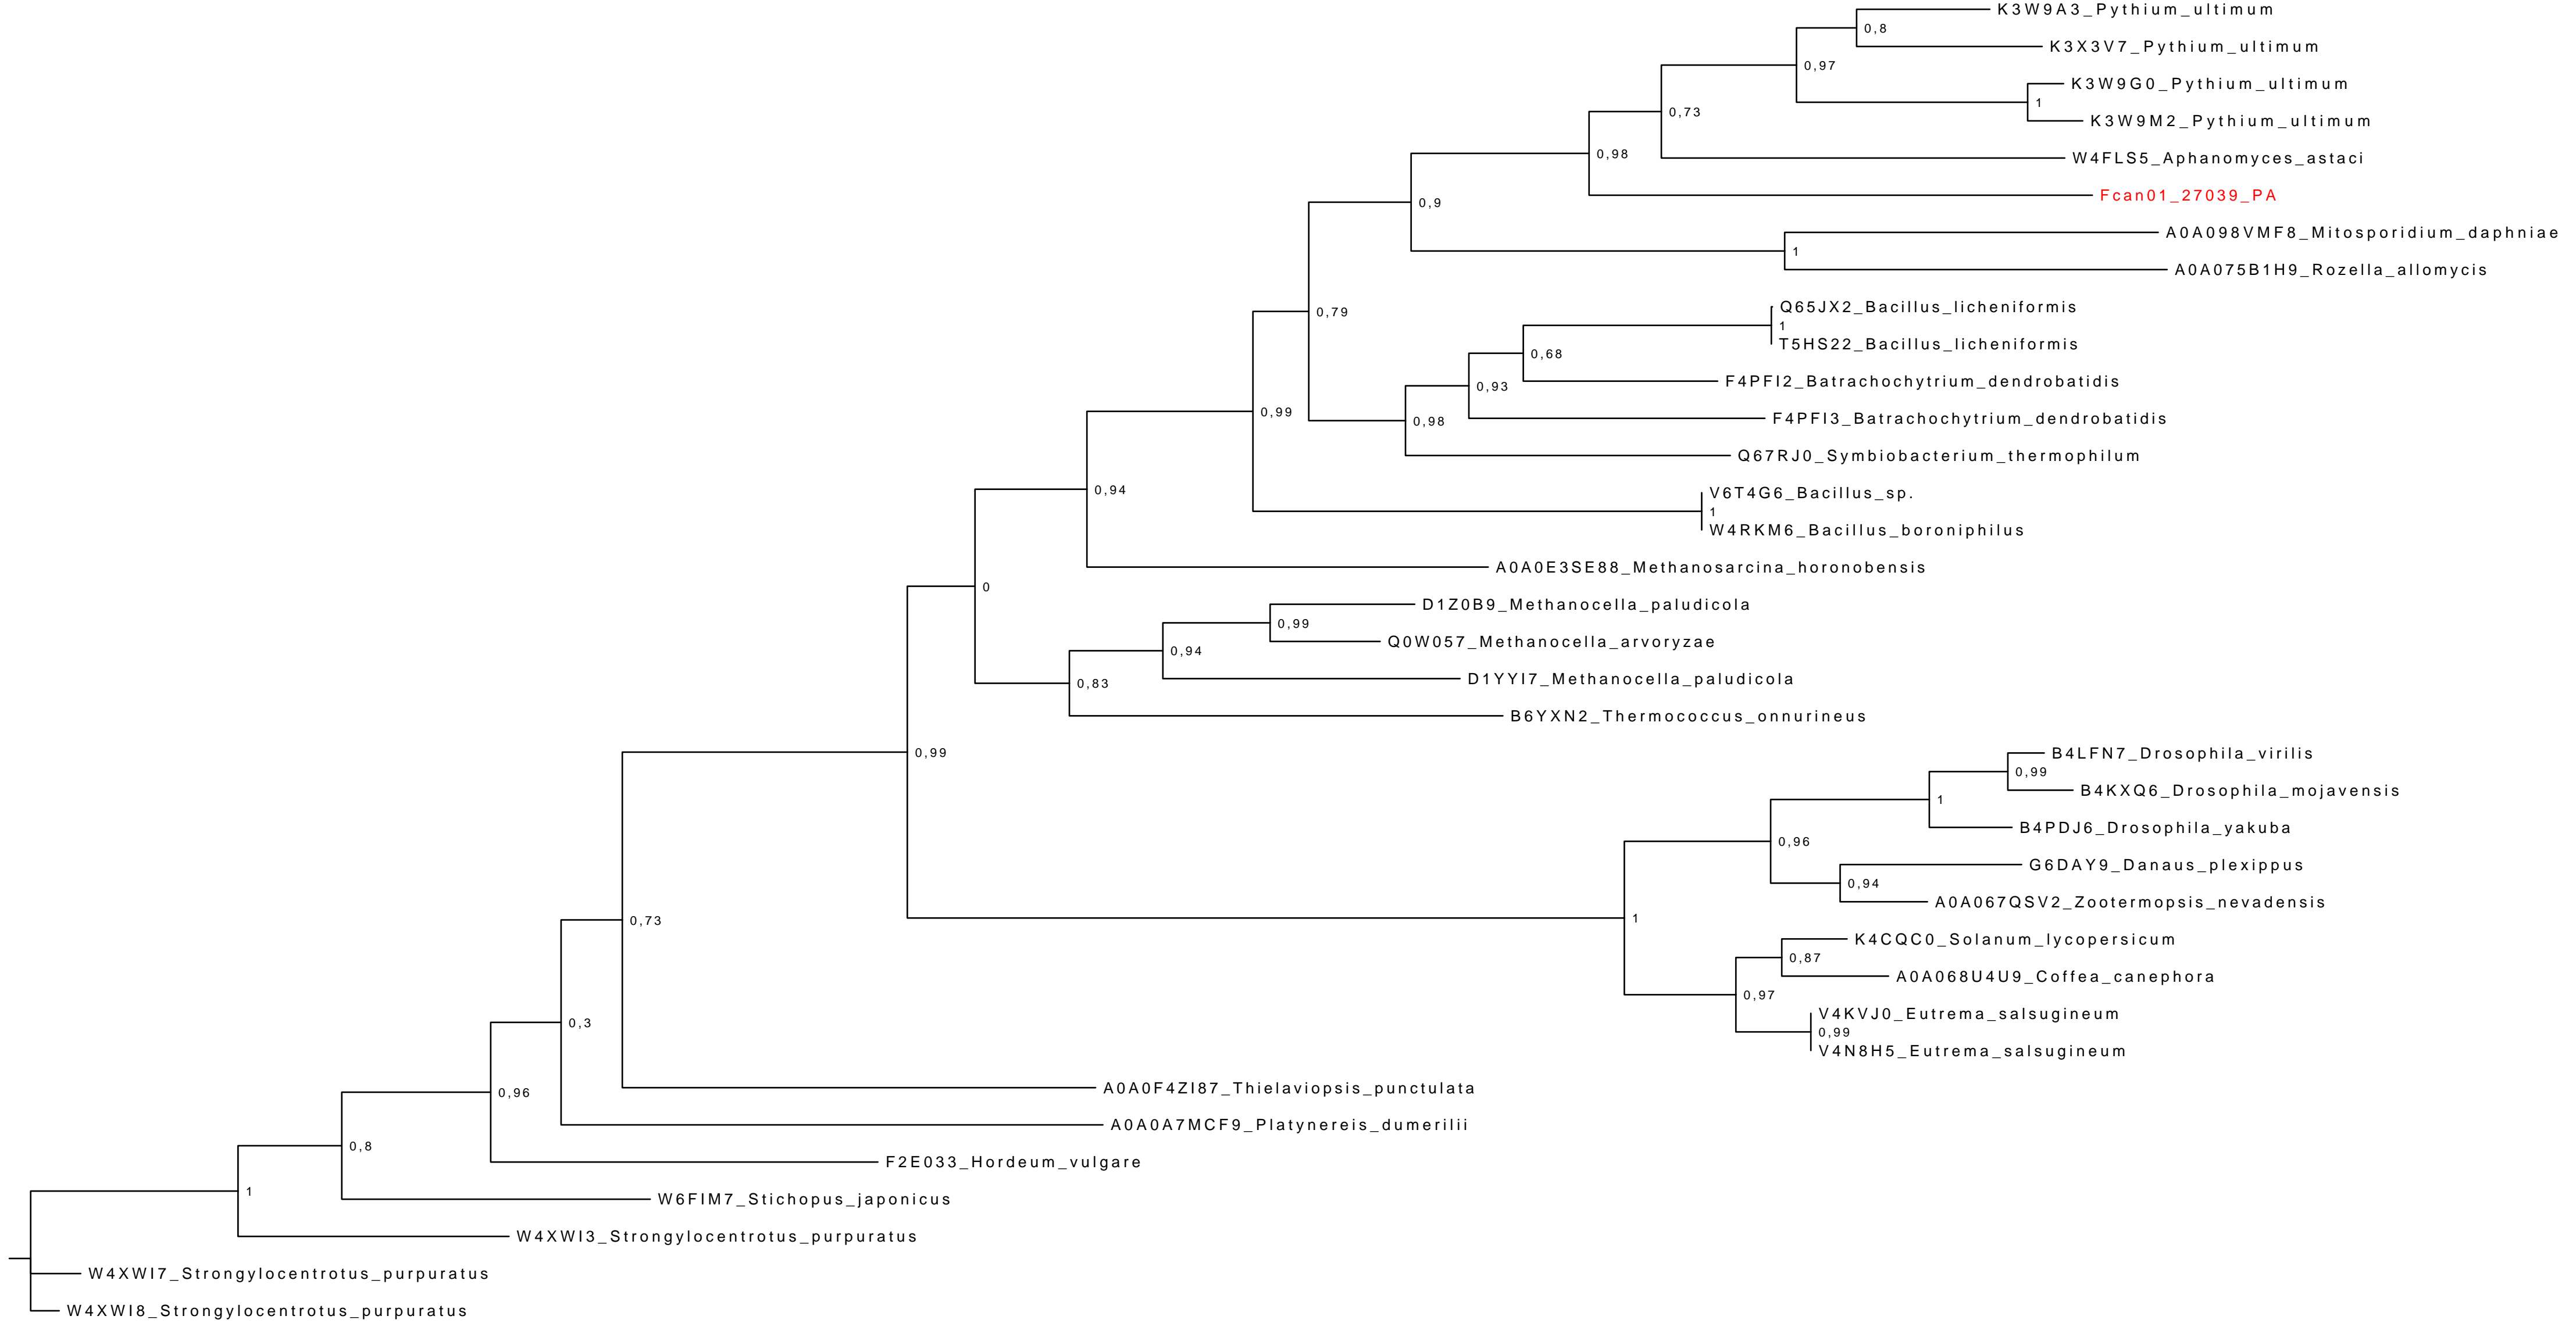 K3W9A3_Pythium_ultimum
0,8
K3X3V7_Pythium_ultimum
0,97
K3W9G0_Pythium_ultimum
1
K3W9M2_Pythium_ultimum
0,73
W4FLS5_Aphanomyces_astaci
0,98
Fcan01_27039_PA
0,9
A0A098VMF8_Mitosporidium_daphniae
1
A0A075B1H9_Rozella_allomycis
0,79
Q65JX2_Bacillus_licheniformis
1
T5HS22_Bacillus_licheniformis
0,68
F4PFI2_Batrachochytrium_dendrobatidis
0,93
F4PFI3_Batrachochytrium_dendrobatidis
0,99
0,98
Q67RJ0_Symbiobacterium_thermophilum
0,94
V6T4G6_Bacillus_sp.
1
W4RKM6_Bacillus_boroniphilus
A0A0E3SE88_Methanosarcina_horonobensis
0
D1Z0B9_Methanocella_paludicola
0,99
Q0W057_Methanocella_arvoryzae
0,94
D1YYI7_Methanocella_paludicola
0,83
B6YXN2_Thermococcus_onnurineus
0,99
B4LFN7_Drosophila_virilis
0,99
B4KXQ6_Drosophila_mojavensis
1
B4PDJ6_Drosophila_yakuba
0,96
G6DAY9_Danaus_plexippus
0,94
A0A067QSV2_Zootermopsis_nevadensis
0,73
1
K4CQC0_Solanum_lycopersicum
0,87
A0A068U4U9_Coffea_canephora
0,97
V4KVJ0_Eutrema_salsugineum
0,3
0,99
V4N8H5_Eutrema_salsugineum
A0A0F4ZI87_Thielaviopsis_punctulata
0,96
A0A0A7MCF9_Platynereis_dumerilii
0,8
F2E033_Hordeum_vulgare
1
W6FIM7_Stichopus_japonicus
W4XWI3_Strongylocentrotus_purpuratus
W4XWI7_Strongylocentrotus_purpuratus
W4XWI8_Strongylocentrotus_purpuratus